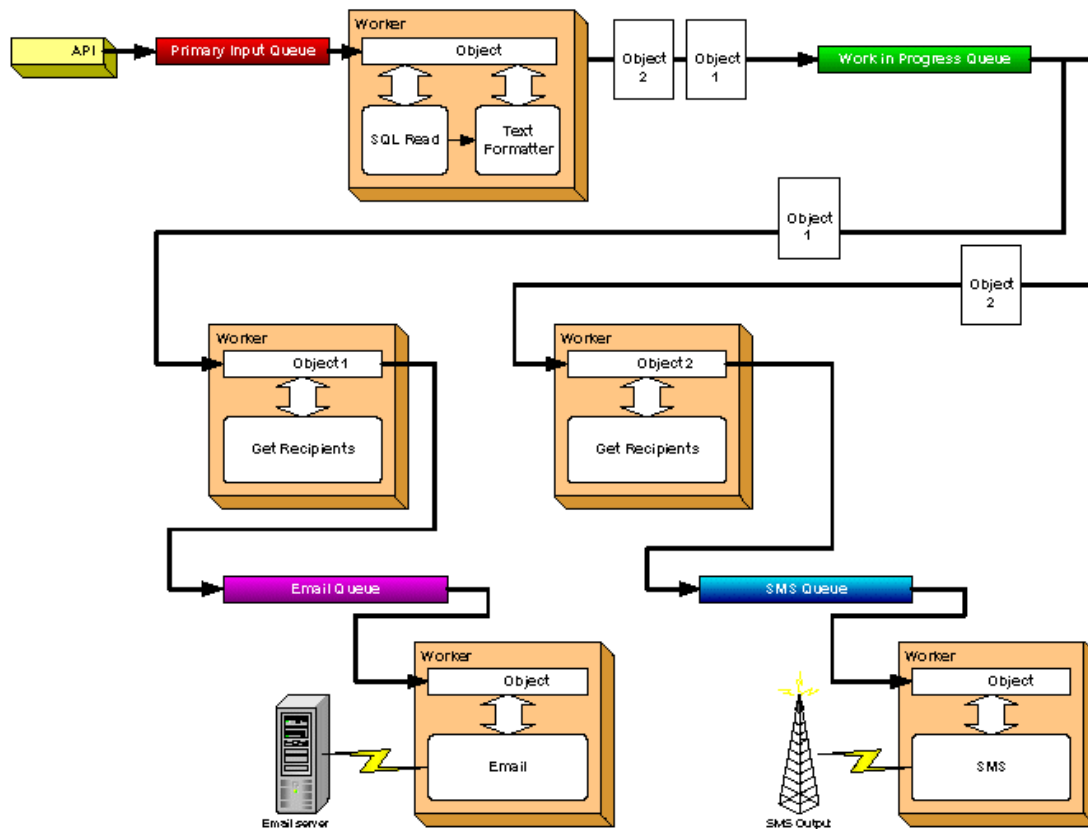 Worker
API
Primary Input Queue
Object
Object
2
Object
1
Work in Progress Queue
SQL Read
Text
Formatter
Object
1
Object
2
Worker
Object 1
Get Recipients
Worker
Object 2
Get Recipients
Email Queue
SMS Queue
Worker
Object
Email
Email server
Worker
Object
SMS
SMS Output